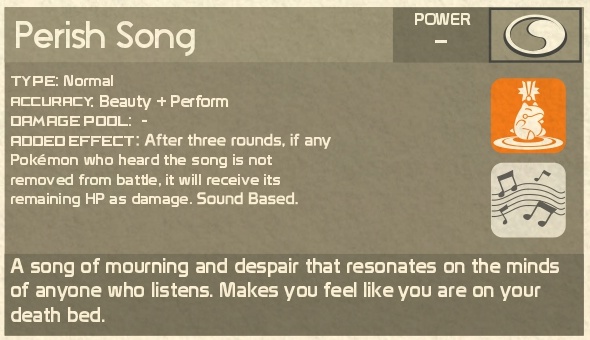 Perish Song
POWER
–
TYPE: Normal
ACCURACY: Beauty + Perform
DAMAGE POOL: -
ADDED EFFECT: After three rounds, if any
Pokémon who heard the song is not
removed from battle, it will receive its
remaining HP as damage. Sound Based.
A song of mourning and despair that resonates on the minds
of anyone who listens. Makes you feel like you are on your
death bed.